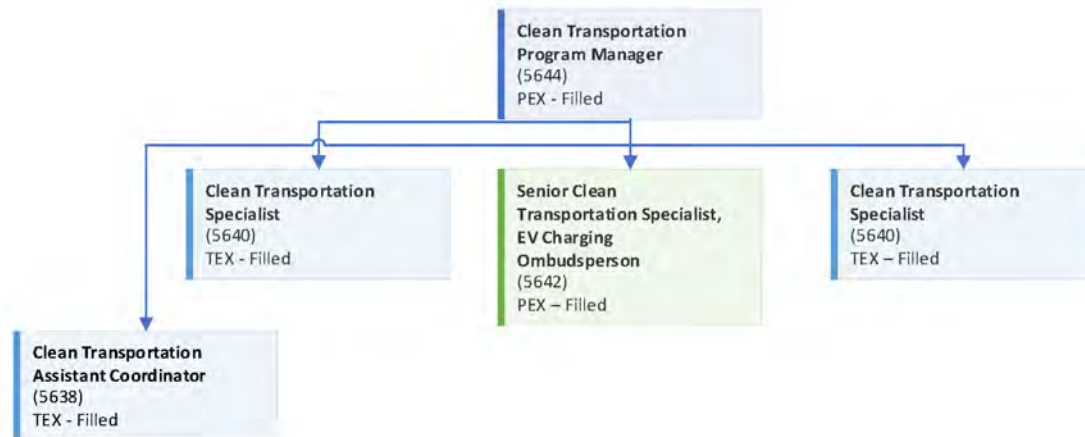 Clean Transportation
Program Manager
(5644)
PEX - Filled
Clean Transportation
Specialist
(5640)
TEX - Filled
Senior Clean
Transportation Specialist,
EV Charging
Ombudsperson
(5642)
PEX – Filled
Clean Transportation
Specialist
(5640)
TEX – Filled
Clean Transportation
Assistant Coordinator
(5638)
TEX - Filled